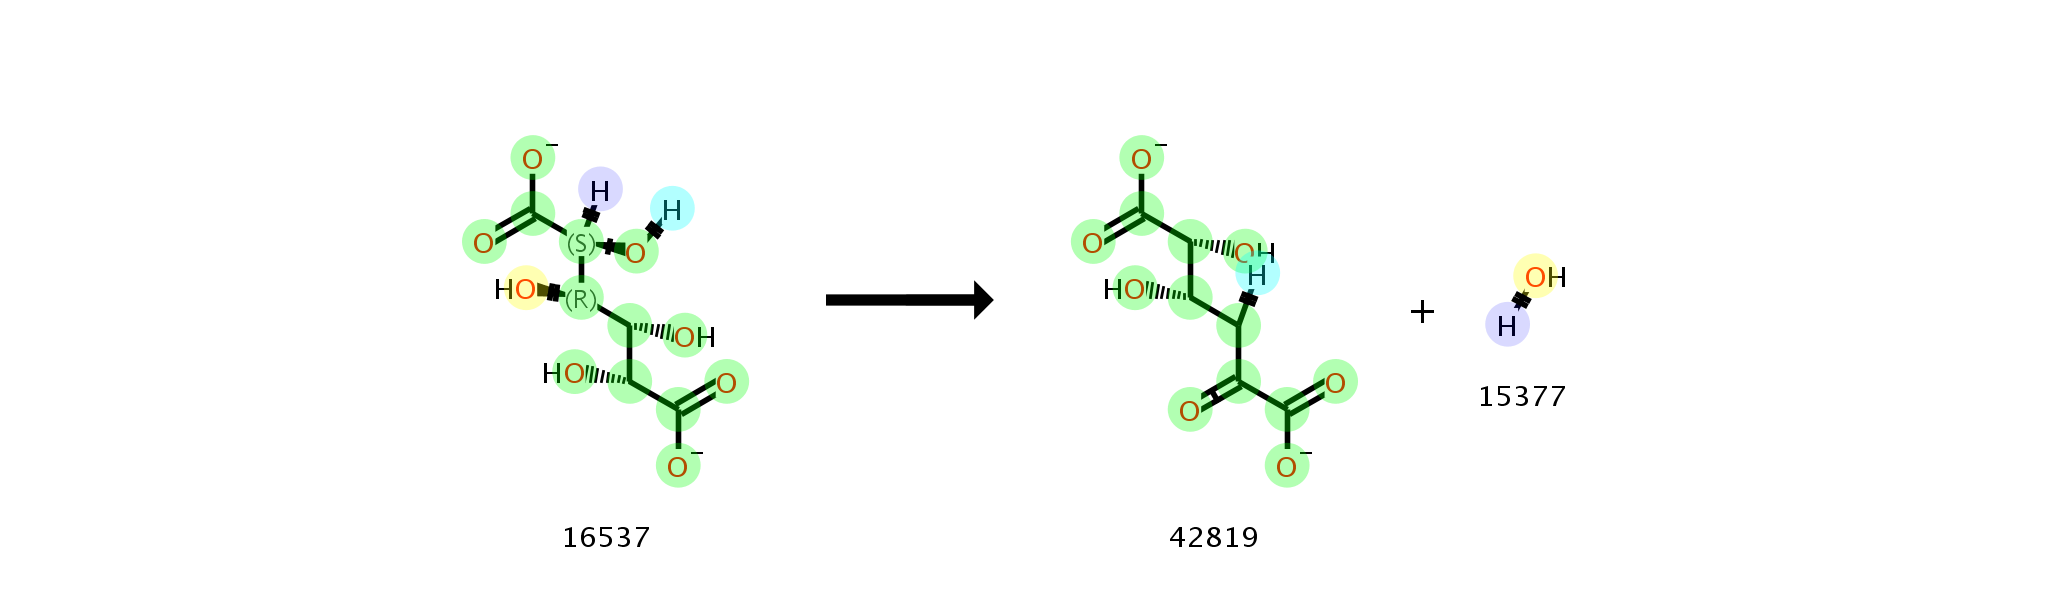 O− O−
H H
O O (S) O HO (R) OH HO O O−
O OH HO H O O O−
OH H
+
15377
16537 42819